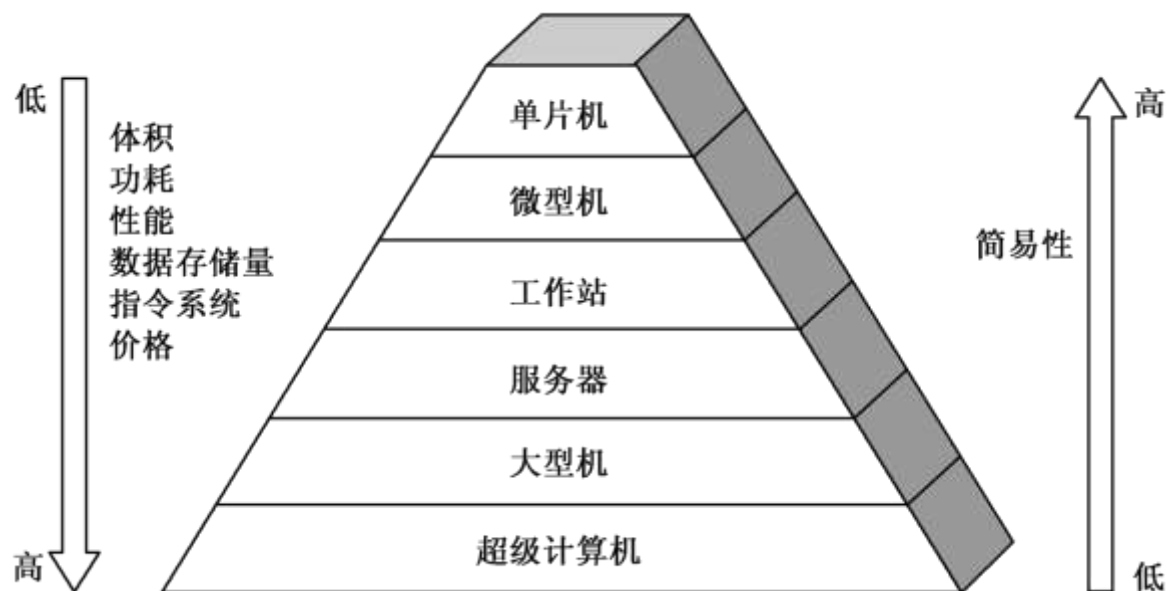 低
体积
功耗
性能
数据存储量
指令系统
价格
高
单片机
微型机
工作站
服务器
大型机
超级计算机
高
简易性
低